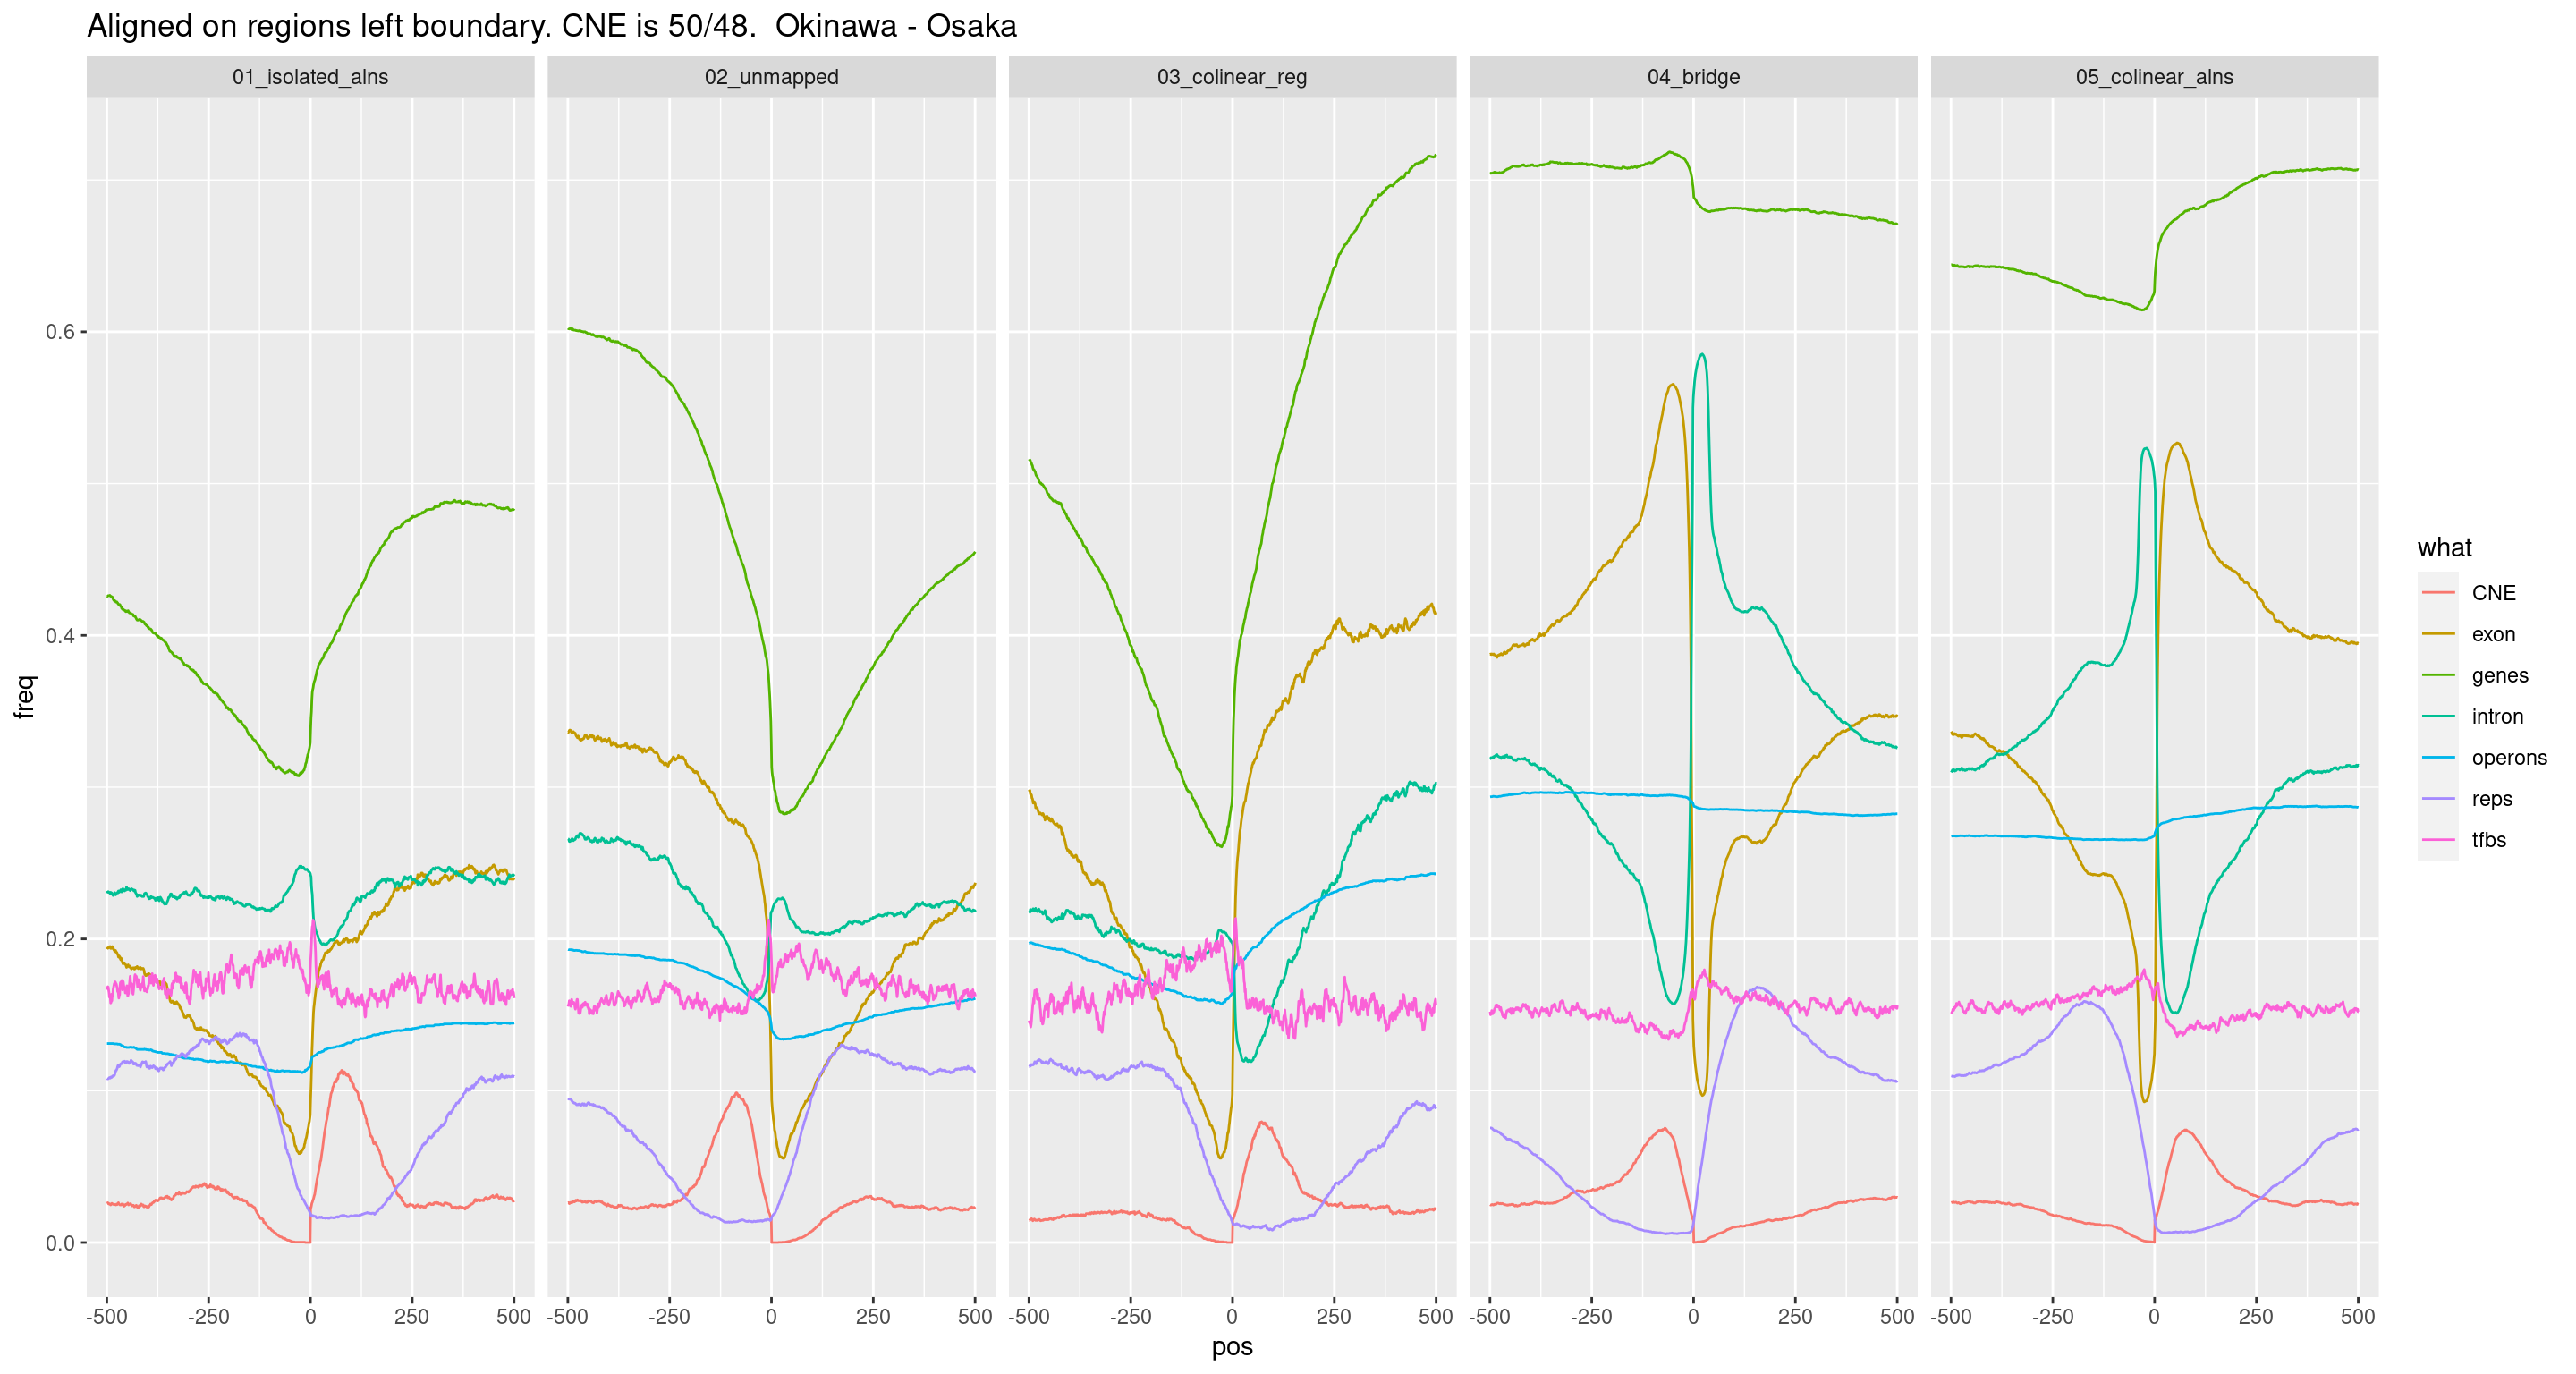 Aligned on regions left boundary. CNE is 50/48.  Okinawa - Osaka
01_isolated_alns 02_unmapped 03_colinear_reg 04_bridge 05_colinear_alns
freq
0.6
0.4
0.2
0.0
-500 -250 0 250 500 -500 -250 0 250 500 -500 -250 0 250 500 -500 -250 0 250 500 -500 -250 0 250 500
pos
what
CNE
exon
genes
intron
operons
reps
tfbs